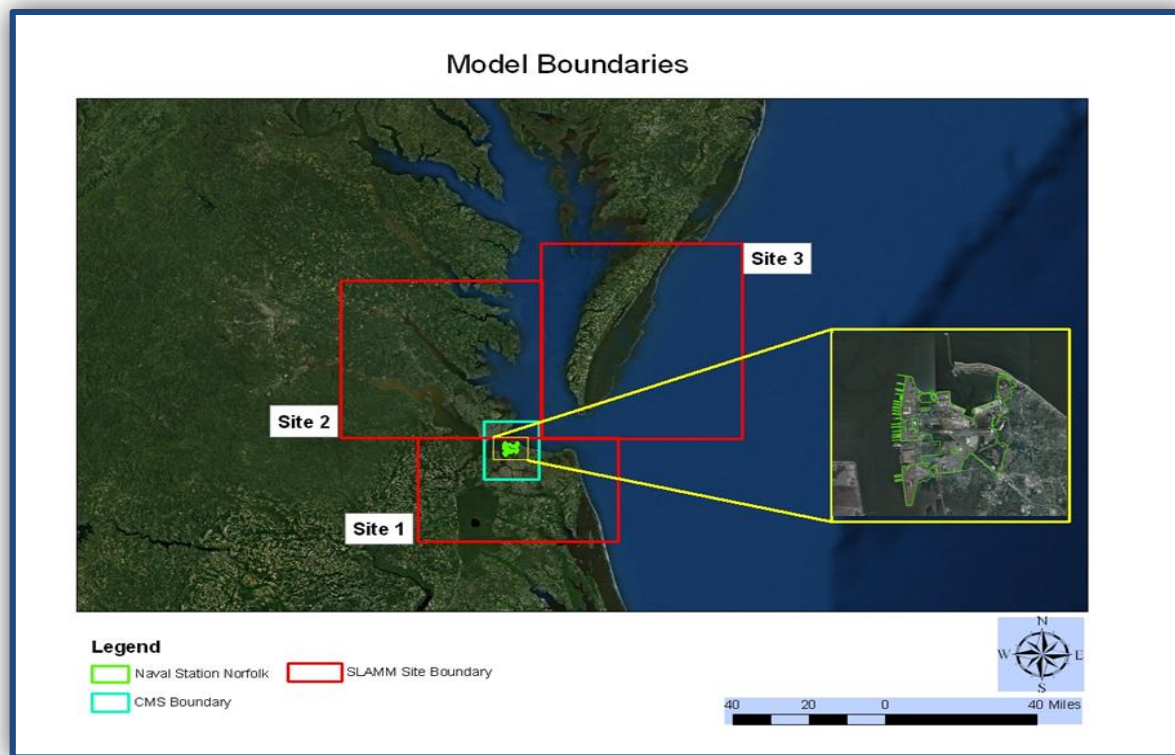 Model Boundaries
Site 3
Site 2
Site 1
Legend
Naval Station Norfolk
SLAMM Site Boundary
CMS Boundary
N
W
E
S
40 20 0 40 Miles